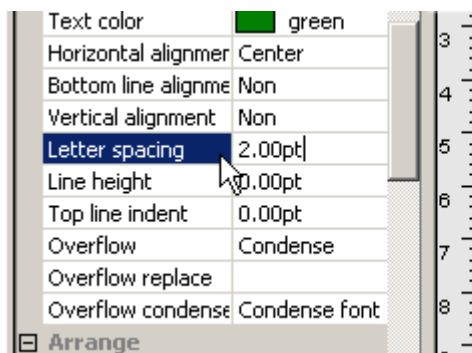 Text color green
Horizontal alignmer Center
Bottom line alignme Non
Vertical alignment Non
Letter spacing 2.00pt
Line height 0.00pt
Top line indent 0.00pt
Overflow Condense
Overflow replace
Overflow condense Condense font
Arrange
3
4
5
6
7
8